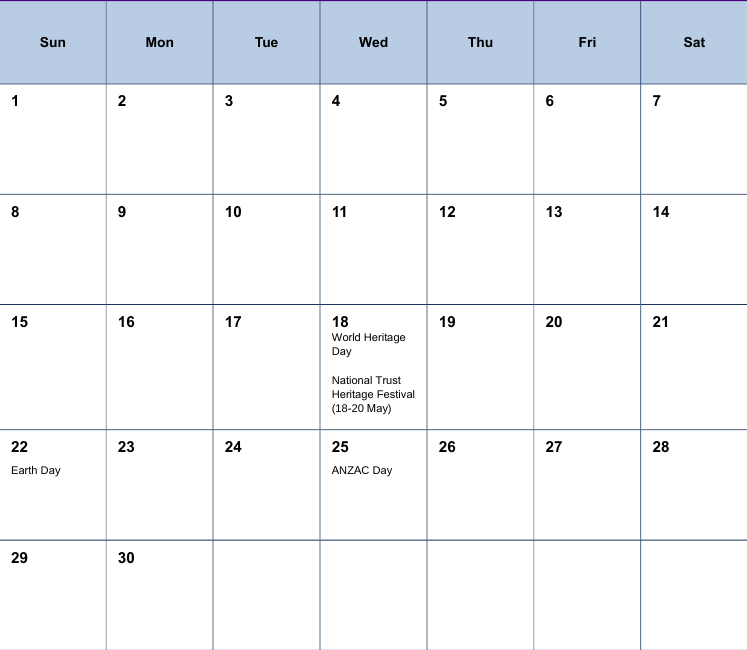 Sun Mon Tue Wed Thu Fri Sat
1 2 3 4 5 6 7
8 9 10 11 12 13 14
15 16 17 18 19 20 21
World Heritage
Day
National Trust
Heritage Festival
(18-20 May)
22 23 24 25 26 27 28
Earth Day ANZAC Day
29 30